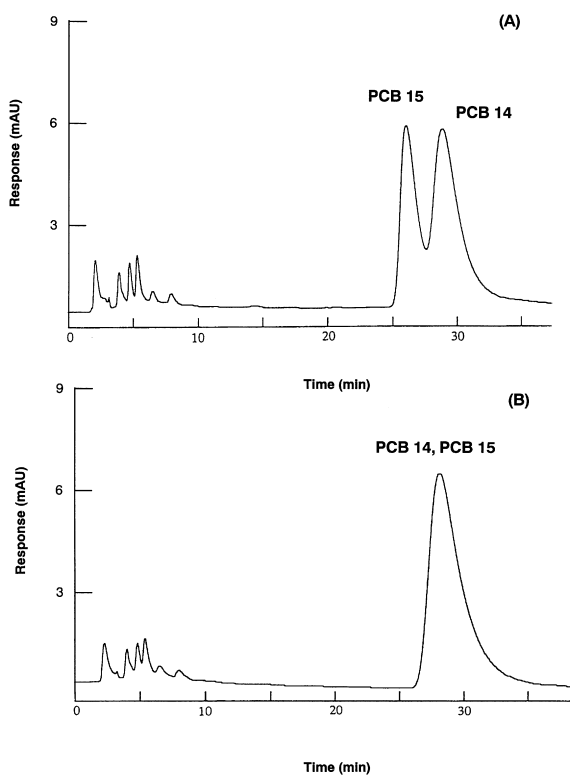 (A)
9
PCB 15
PCB 14
6
Response (mAU)
3
0 10 20 30
Time (min)
(B)
9
PCB 14, PCB 15
6
Response (mAU)
3
0 10 20 30
Time (min)